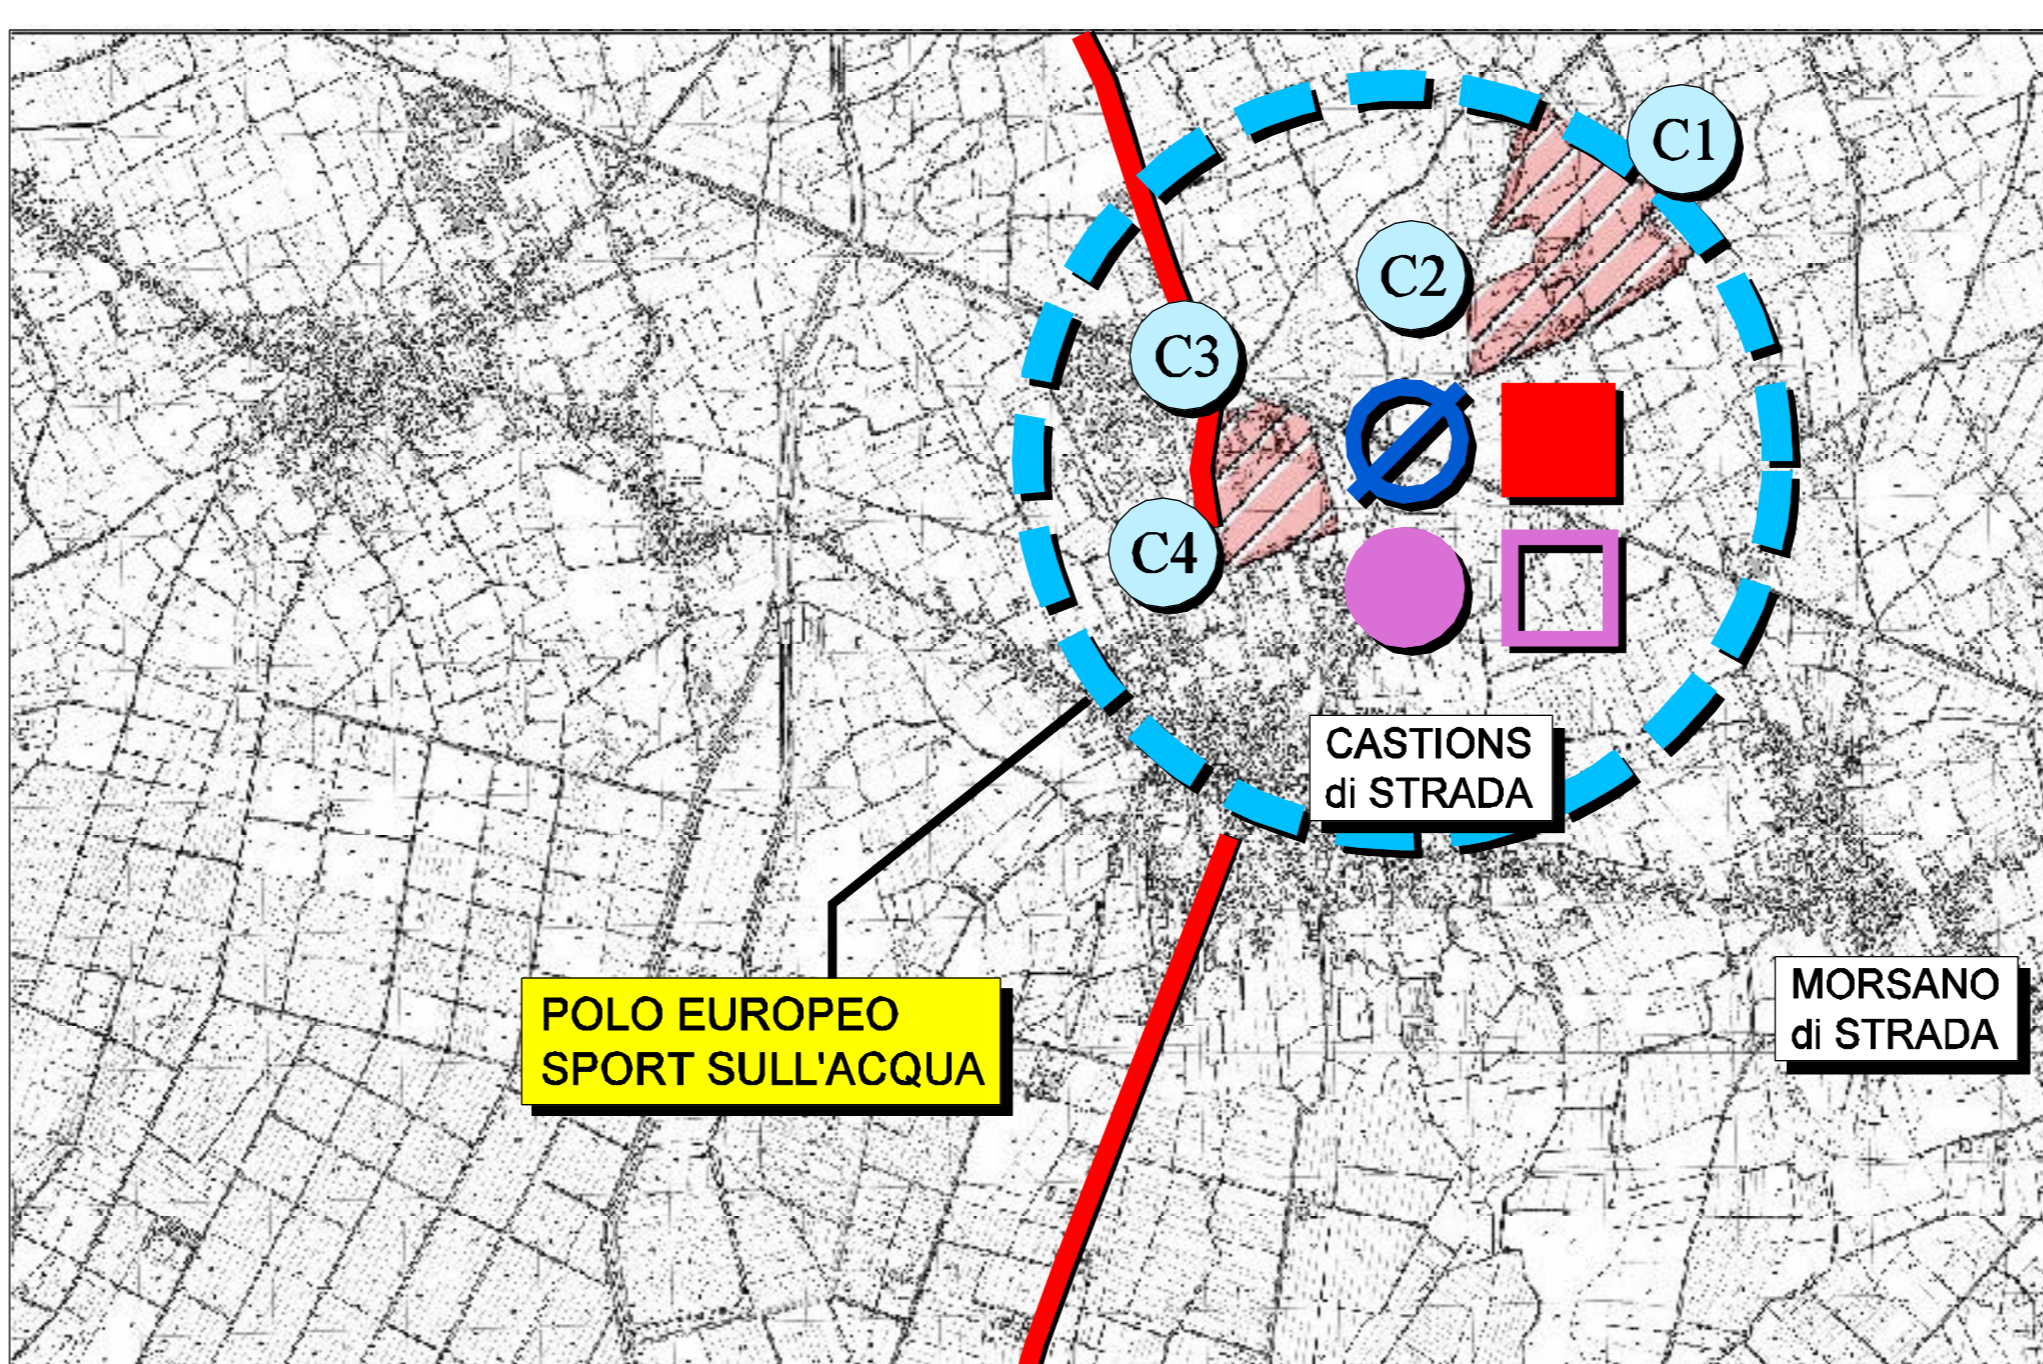 C1
C2
C3
C4
CASTIONS
di STRADA
MORSANO
di STRADA
POLO EUROPEO
SPORT SULL'ACQUA